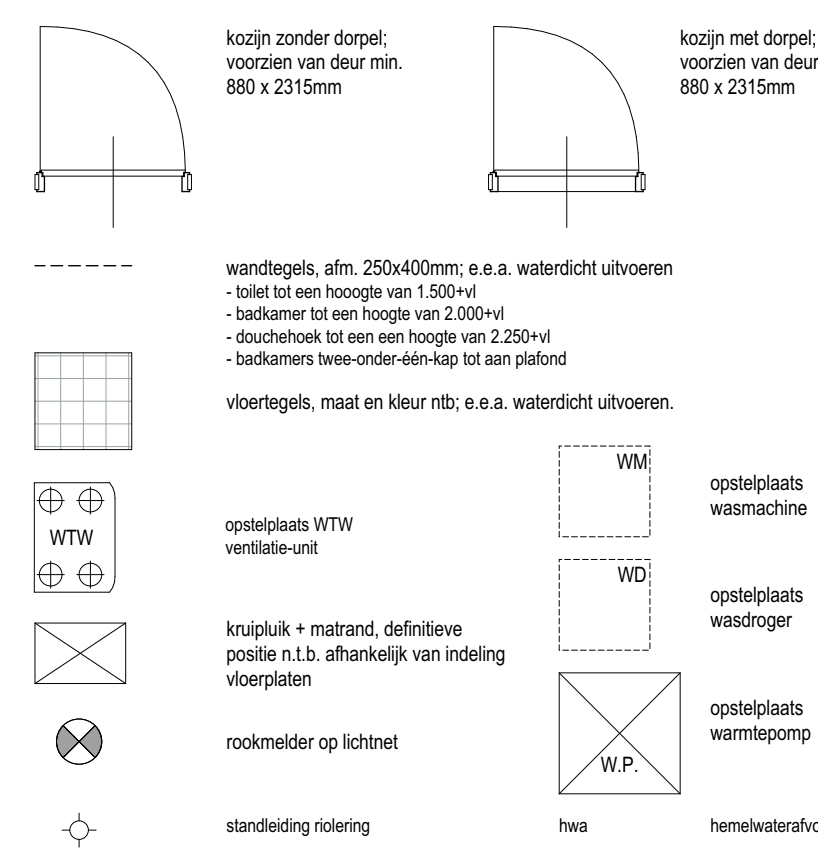 kozijn zonder dorpel;
voorzien van deur min.
880 x 2315mm
kozijn met dorpel;
voorzien van deur
880 x 2315mm
wandtegels, afm. 250x400mm; e.e.a. waterdicht uitvoeren
- toilet tot een hooogte van 1.500+vl
- badkamer tot een hoogte van 2.000+vl
- douchehoek tot een een hoogte van 2.250+vl
- badkamers twee-onder-één-kap tot aan plafond
vloertegels, maat en kleur ntb; e.e.a. waterdicht uitvoeren.
WM
opstelplaats
wasmachine
WTW
opstelplaats WTW
ventilatie-unit
WD
opstelplaats
wasdroger
kruipluik + matrand, definitieve
positie n.t.b. afhankelijk van indeling
vloerplaten
opstelplaats
warmtepomp
W.P.
rookmelder op lichtnet
standleiding riolering
hwa